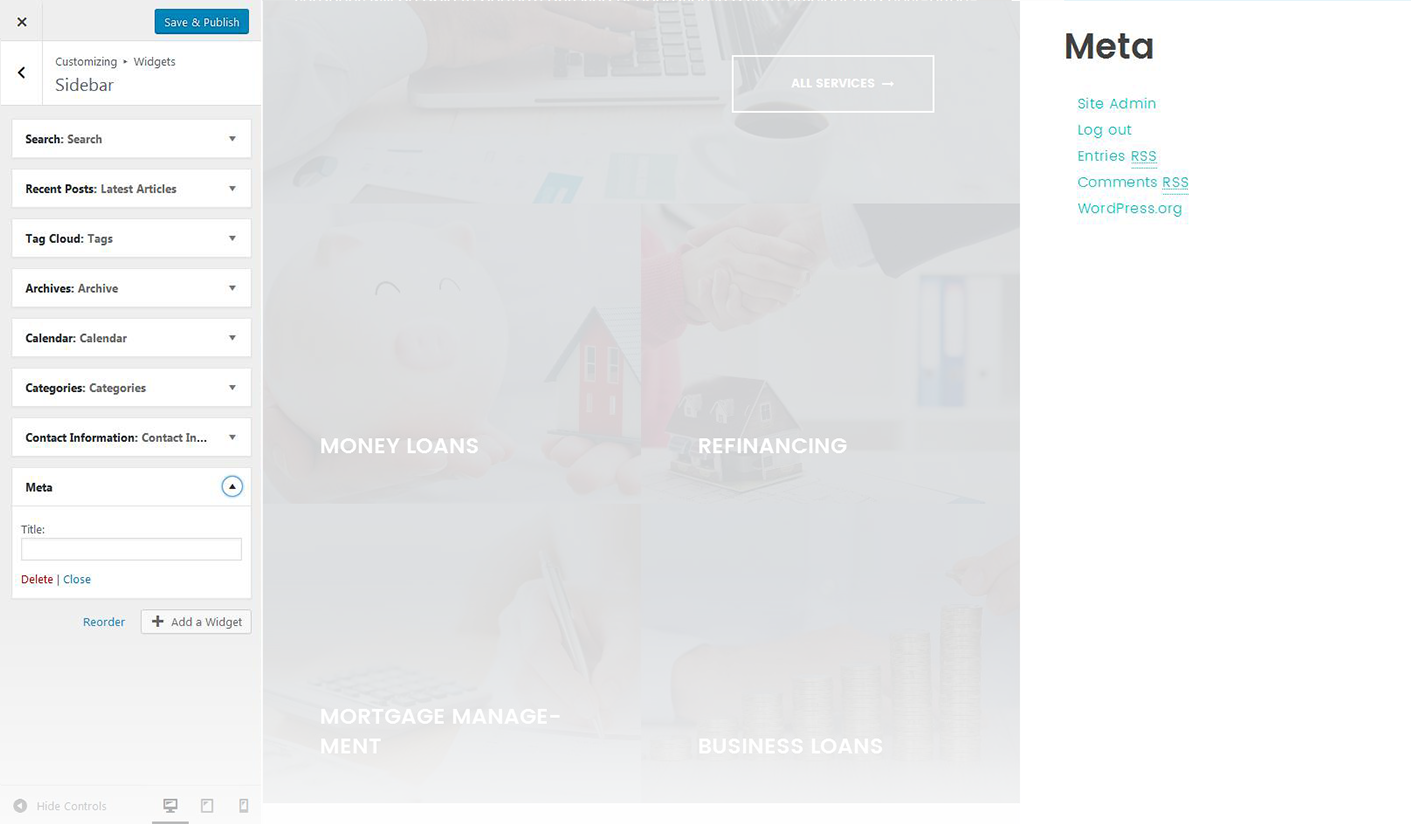 Save & Publish
Customizing ▸ Widgets
Sidebar
Search: Search
Recent Posts: Latest Articles
Tag Cloud: Tags
Archives: Archive
Calendar: Calendar
Categories: Categories
Contact Information: Contact In...
Meta
Title:
Delete | Close
Reorder
Add a Widget
Hide Controls
ALL SERVICES →
MONEY LOANS
REFINANCING
MORTGAGE MANAGE-
MENT
BUSINESS LOANS
Meta
Site Admin
Log out
Entries RSS
Comments RSS
WordPress.org